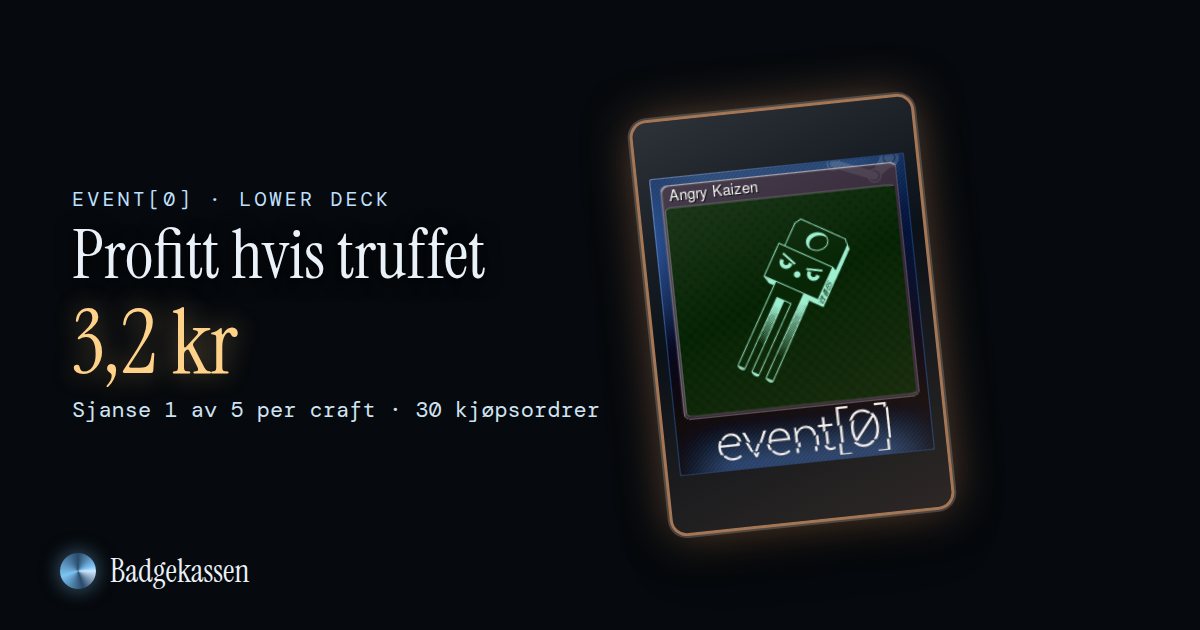 EVENT[0] · LOWER DECK
Profitt hvis truffet
3,2 kr
Sjanse 1 av 5 per craft · 30 kjøpsordrer
Angry Kaizen
event[0]
Badgekassen